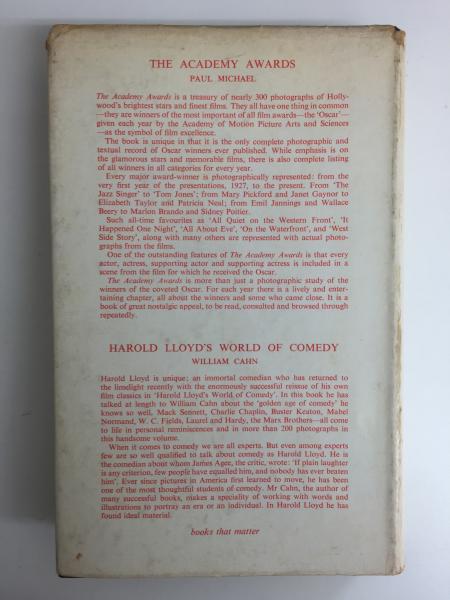 THE ACADEMY AWARDS
PAUL MICHAEL
The Academy Awards is a treasury of nearly 300 photographs of Holly-
wood's brightest stars and finest films. They all have one thing in common
—they are winners of the most important of all film awards—the 'Oscar'—
given each year by the Academy of Motion Picture Arts and Sciences
—as the symbol of film excellence.
The book is unique in that it is the only complete photographic and
textual record of Oscar winners ever published. While emphasis is on
the glamorous stars and memorable films, there is also complete listing
of all winners in all categories for every year.
Every major award-winner is photographically represented: from the
very first year of the presentations, 1927, to the present. From 'The
Jazz Singer' to 'Tom Jones'; from Mary Pickford and Janet Gaynor to
Elizabeth Taylor and Patricia Neal; from Emil Jannings and Wallace
Beery to Marlon Brando and Sidney Poitier.
Such all-time favourites as 'All Quiet on the Western Front', 'It
Happened One Night', 'All About Eve', 'On the Waterfront', and 'West
Side Story', along with many others are represented with actual photo-
graphs from the films.
One of the outstanding features of The Academy Awards is that every
actor, actress, supporting actor and supporting actress is included in a
scene from the film for which he received the Oscar.
The Academy Awards is more than just a photographic study of the
winners of the coveted Oscar. For each year there is a lively and enter-
taining chapter, all about the winners and some who came close. It is a
book of great nostalgic appeal, to be read, consulted and browsed through
repeatedly.
HAROLD LLOYD'S WORLD OF COMEDY
WILLIAM CAHN
Harold Lloyd is unique: an immortal comedian who has returned to
the limelight recently with the enormously successful reissue of his own
film classics in 'Harold Lloyd's World of Comedy'. In this book he has
talked at length to William Cahn about the 'golden age of comedy' he
knows so well, Mack Sennett, Charlie Chaplin, Buster Keaton, Mabel
Normand, W. C. Fields, Laurel and Hardy, the Marx Brothers—all come
to life in personal reminiscences and in more than 200 photographs in
this handsome volume.
When it comes to comedy we are all experts. But even among experts
few are so well qualified to talk about comedy as Harold Lloyd. He is
the comedian about whom James Agee, the critic, wrote: 'If plain laughter
is any criterion, few people have equalled him, and nobody has ever beaten
him'. Ever since pictures in America first learned to move, he has been
one of the most thoughtful students of comedy. Mr Cahn, the author of
many successful books, makes a speciality of working with words and
illustrations to portray an era or an individual. In Harold Lloyd he has
found ideal material.
books that matter